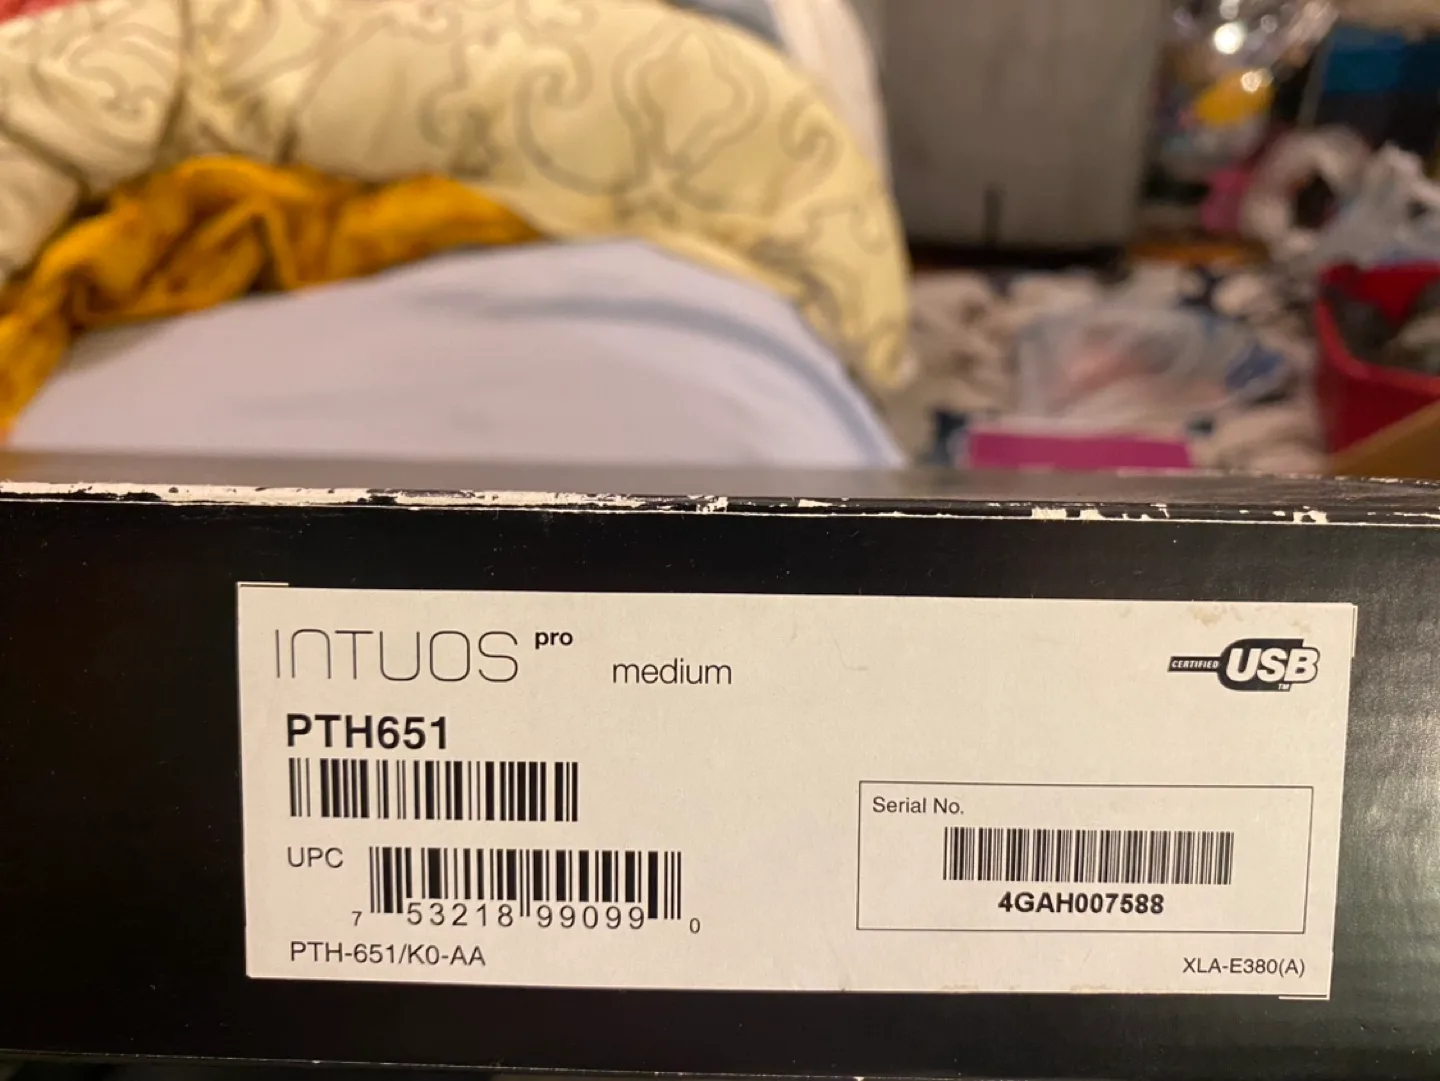 INTUOS pro medium
CERTIFIED USB TM
PTH651
UPC
7 53218 99099 0
PTH-651/K0-AA
Serial No.
4GAH007588
XLA-E380(A)